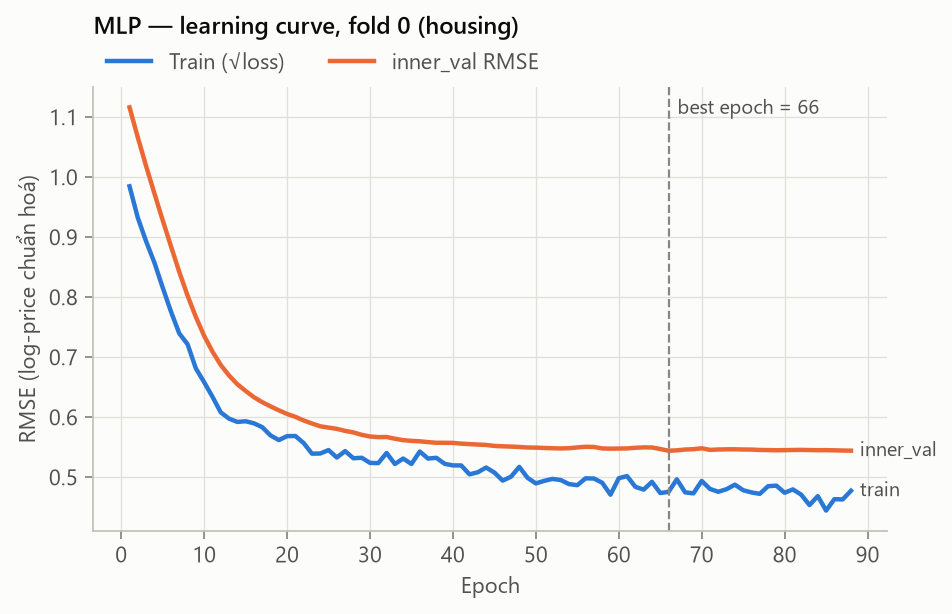 MLP — learning curve, fold 0 (housing)
Train (√loss)
inner_val RMSE
best epoch = 66
RMSE (log-price chuẩn hoá)
1.1
1.0
0.9
0.8
0.7
0.6
0.5
inner_val
train
0 10 20 30 40 50 60 70 80 90
Epoch